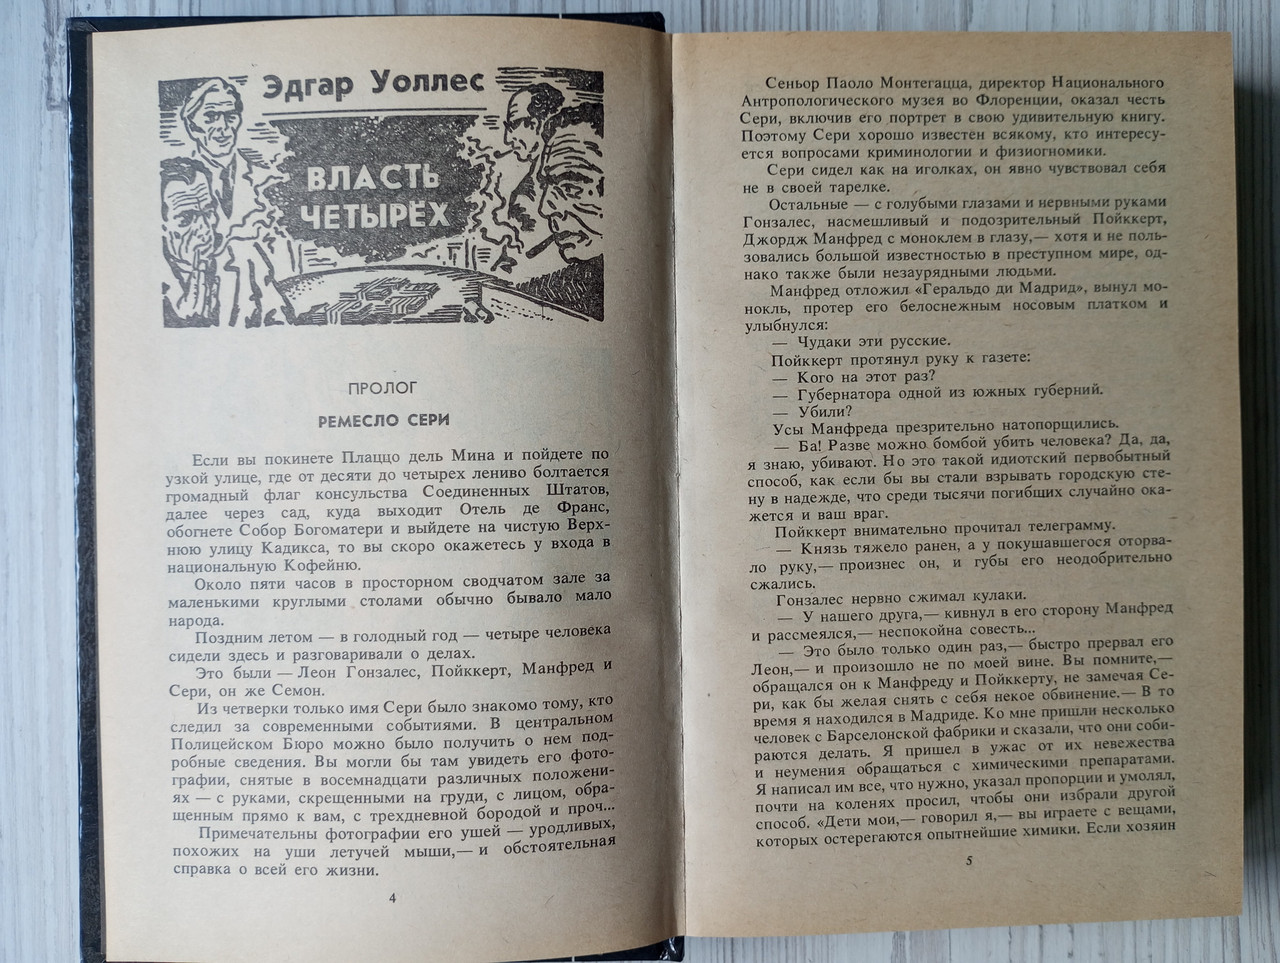 Эдгар Уоллес
ВЛАСТЬ
ЧЕТЫРЁХ
ПРОЛОГ
РЕМЕСЛО СЕРИ
Если вы покинете Плаццо дель Мина и пойдете по
узкой улице, где от десяти до четырех лениво болтается
громадный флаг консульства Соединенных Штатов,
далее через сад, куда выходит Отель де Франс,
обогнете Собор Богоматери и выйдете на чистую Верх-
нюю улицу Кадикса, то вы скоро окажетесь у входа в
национальную Кофейню.
Около пяти часов в просторном сводчатом зале за
маленькими круглыми столами обычно бывало мало
народа.
Поздним летом — в голодный год — четыре человека
сидели здесь и разговаривали о делах.
Это были — Леон Гонзалес, Пойккерт, Манфред и
Сери, он же Семон.
Из четверки только имя Сери было знакомо тому, кто
следил за современными событиями. В центральном
Полицейском Бюро можно было получить о нем под-
робные сведения. Вы могли бы там увидеть его фото-
графии, снятые в восемнадцати различных положени-
ях — с руками, скрещенными на груди, с лицом, обра-
щенным прямо к вам, с трехдневной бородой и проч...
Примечательны фотографии его ушей — уродливых,
похожих на уши летучей мыши,— и обстоятельная
справка о всей его жизни.
4
Сеньор Паоло Монтегацца, директор Национального
Антропологического музея во Флоренции, оказал честь
Сери, включив его портрет в свою удивительную книгу.
Поэтому Сери хорошо известен всякому, кто интересу-
ется вопросами криминологии и физиогномики.
Сери сидел как на иголках, он явно чувствовал себя
не в своей тарелке.
Остальные — с голубыми глазами и нервными руками
Гонзалес, насмешливый и подозрительный Пойккерт,
Джордж Манфред с моноклем в глазу,— хотя и не поль-
зовались большой известностью в преступном мире, од-
нако также были незаурядными людьми.
Манфред отложил «Геральдо ди Мадрид», вынул мо-
нокль, протер его белоснежным носовым платком и
улыбнулся:
— Чудаки эти русские.
Пойккерт протянул руку к газете:
— Кого на этот раз?
— Губернатора одной из южных губерний.
— Убили?
Усы Манфреда презрительно натопорщились.
— Ба! Разве можно бомбой убить человека? Да, да,
я знаю, убивают. Но это такой идиотский первобытный
способ, как если бы вы стали взрывать городскую сте-
ну в надежде, что среди тысячи погибших случайно ока-
жется и ваш враг.
Пойккерт внимательно прочитал телеграмму.
— Князь тяжело ранен, а у покушавшегося оторва-
ло руку,— произнес он, и губы его неодобрительно
сжались.
Гонзалес нервно сжимал кулаки.
— У нашего друга,— кивнул в его сторону Манфред
и рассмеялся,— неспокойна совесть...
— Это было только один раз,— быстро прервал его
Леон,— и произошло не по моей вине. Вы помните,—
обращался он к Манфреду и Пойккерту, не замечая Се-
ри, как бы желая снять с себя некое обвинение.— В то
время я находился в Мадриде. Ко мне пришли несколько
человек с Барселонской фабрики и сказали, что они соби-
раются делать. Я пришел в ужас от их невежества
и неумения обращаться с химическими препаратами.
Я написал им все, что нужно, указал пропорции и умолял,
почти на коленях просил, чтобы они избрали другой
способ. «Дети мои,— говорил я,— вы играете с вещами,
которых остерегаются опытнейшие химики. Если хозяин
5